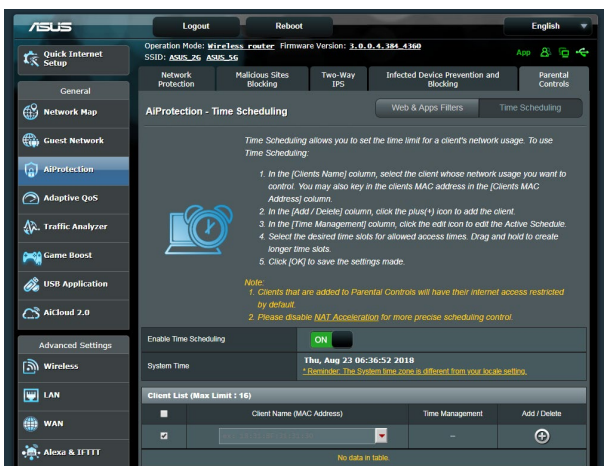 ASUS
Logout
Reboot
English
Quick Internet
Setup
General
Network Map
Guest Network
AiProtection
Adaptive QoS
Traffic Analyzer
Game Boost
USB Application
AiCloud 2.0
Advanced Settings
Wireless
LAN
WAN
Alexa & IFTTT
Operation Mode: Wireless router Firmware Version: 3.0.0.4.384_4360
SSID: ASUS_2G ASUS_5G
App
Network
Protection
Malicious Sites
Blocking
Two-Way
IPS
Infected Device Prevention and
Blocking
Parental
Controls
AiProtection - Time Scheduling
Web & Apps Filters
Time Scheduling
Time Scheduling allows you to set the time limit for a client's network usage. To use
Time Scheduling:
1. In the [Clients Name] column, select the client whose network usage you want to
control. You may also key in the clients MAC address in the [Clients MAC
Address] column.
2. In the [Add / Delete] column, click the plus(+) icon to add the client.
3. In the [Time Management] column, click the edit icon to edit the Active Schedule.
4. Select the desired time slots for allowed access times. Drag and hold to create
longer time slots.
5. Click [OK] to save the settings made.
Note:
1. Clients that are added to Parental Controls will have their internet access restricted
by default.
2. Please disable NAT Acceleration for more precise scheduling control.
Enable Time Scheduling
ON
System Time
Thu, Aug 23 06:36:52 2018
* Reminder: The System time zone is different from your locale setting.
Client List (Max Limit : 16)
Client Name (MAC Address)
Time Management
Add / Delete
--
No data in table.